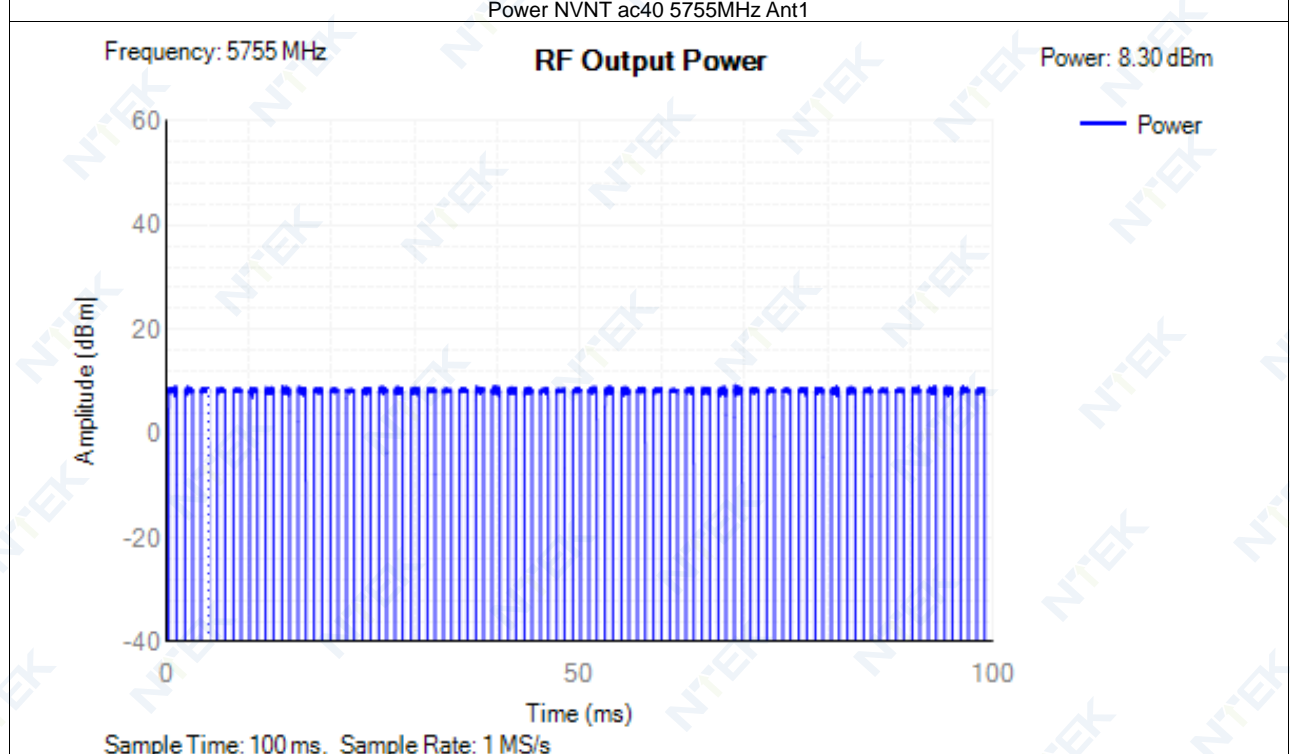 Power NVNT ac40 5755MHz Ant1
Frequency: 5755 MHz
RF Output Power
Power: 8.30 dBm
Power
60
40
20
0
-20
-40
Amplitude (dBm)
0
50
100
Time (ms)
Sample Time: 100 ms, Sample Rate: 1 MS/s
NTEK